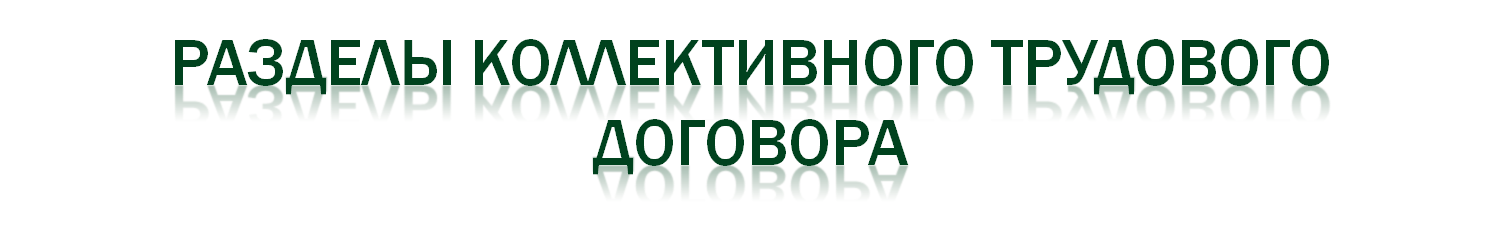 РАЗДЕЛЫ КОЛЛЕКТИВНОГО ТРУДОВОГО
ДОГОВОРА